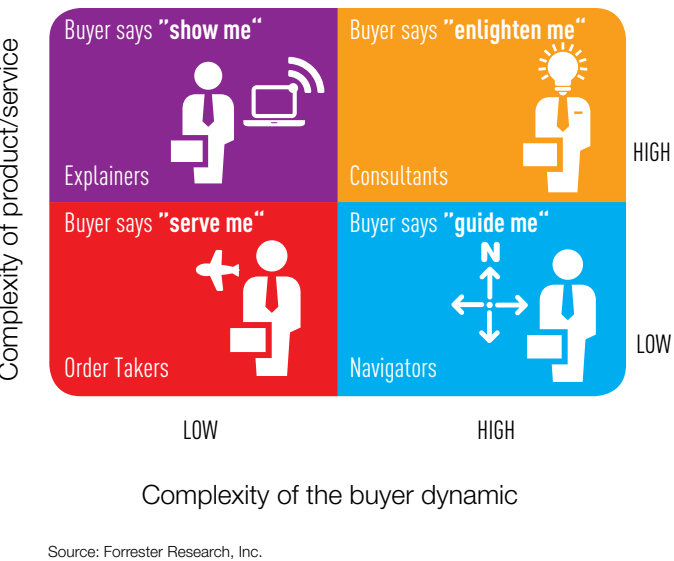 Complexity of product/service
Buyer says ”show me“
Explainers
Buyer says ”enlighten me“
Consultants
HIGH
Buyer says ”serve me“
Order Takers
Buyer says ”guide me“
N
Navigators
LOW
LOW
HIGH
Complexity of the buyer dynamic
Source: Forrester Research, Inc.